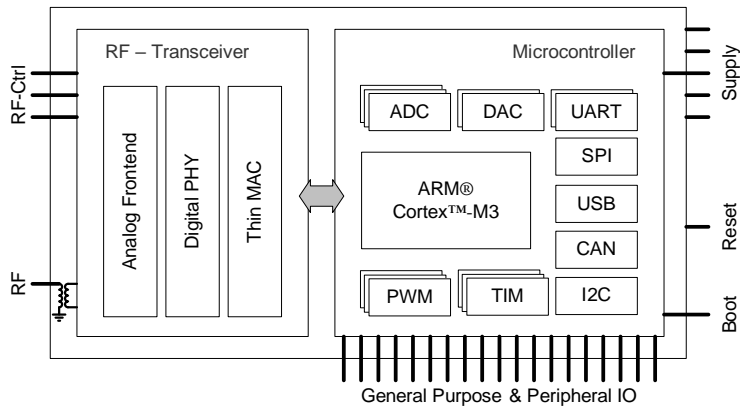 RF – Transceiver
Microcontroller
RF-Ctrl
Supply
ADC
DAC
UART
SPI
Analog Frontend
Digital PHY
Thin MAC
ARM®
Cortex™-M3
USB
CAN
Reset
RF
PWM
TIM
I2C
Boot
General Purpose & Peripheral IO